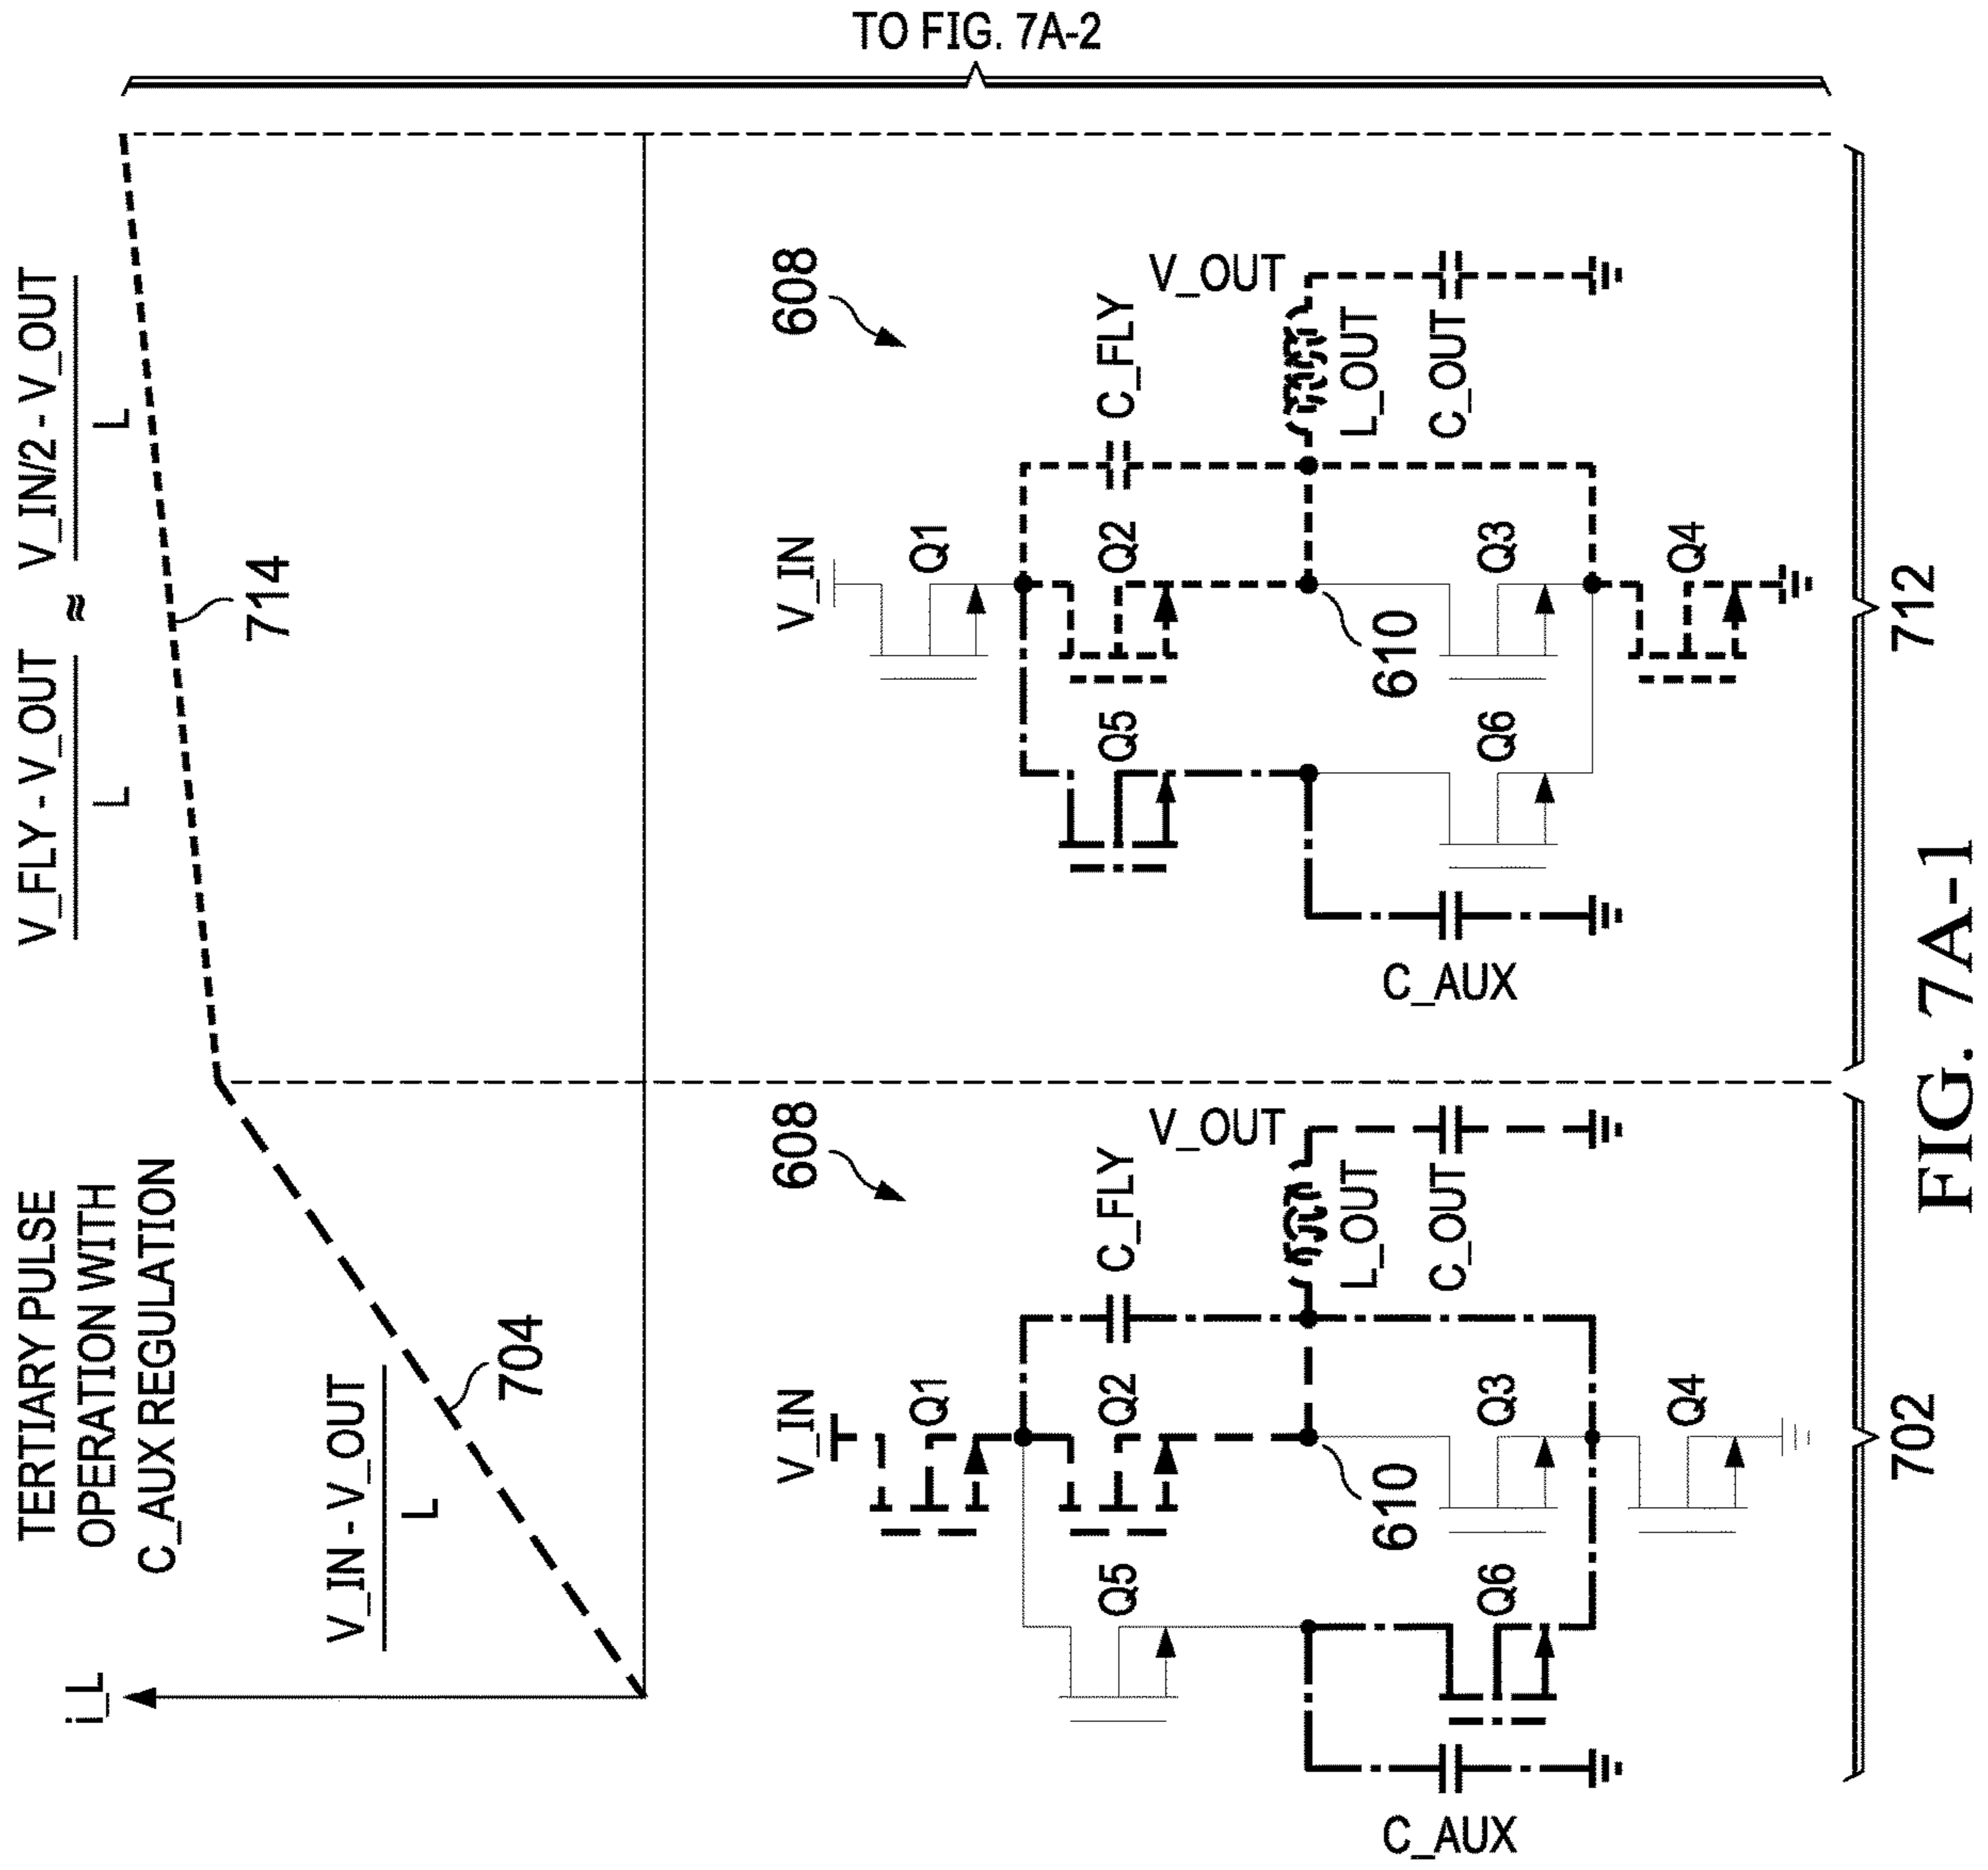 TO FIG. 7A-2
TERTIARY PULSE
OPERATION WITH
C_AUX REGULATION
i_L
V_IN - V_OUT
L
704
V_FLY - V_OUT
L
≈
V_IN/2 - V_OUT
L
714
608
V_IN
Q1
C_FLY
Q5
Q2
V_OUT
610
L_OUT
C_AUX
Q6
Q3
C_OUT
Q4
702
608
V_IN
Q1
C_FLY
Q5
Q2
V_OUT
610
L_OUT
C_AUX
Q6
Q3
C_OUT
Q4
712
FIG. 7A-1